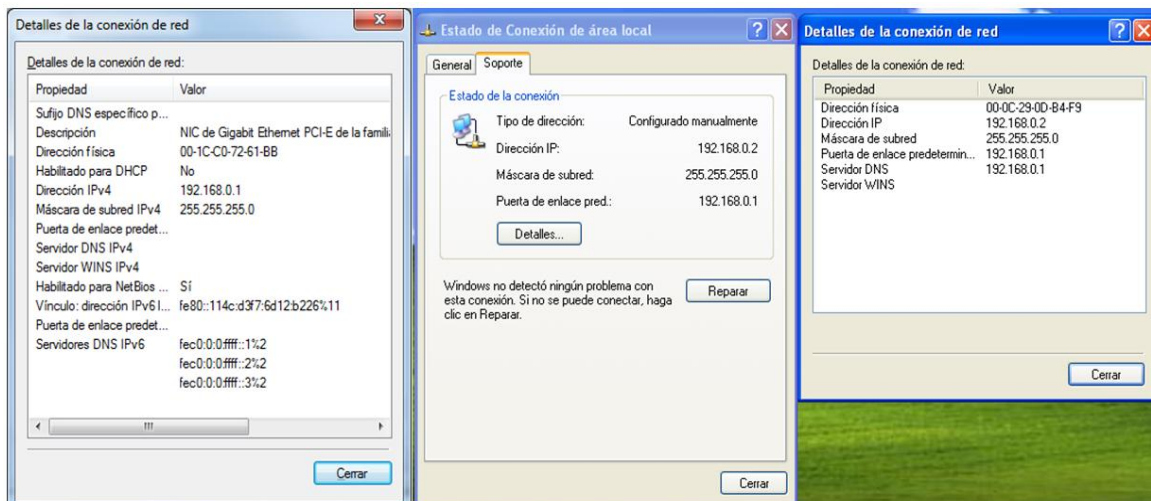 Detalles de la conexión de red
Detalles de la conexión de red:
Propiedad Valor
Sufijo DNS específico p...
Descripción NIC de Gigabit Ethernet PCI-E de la famili
Dirección física 00-1C-C0-72-61-BB
Habilitado para DHCP No
Dirección IPv4 192.168.0.1
Máscara de subred IPv4 255.255.255.0
Puerta de enlace predet...
Servidor DNS IPv4
Servidor WINS IPv4
Habilitado para NetBios ... Sí
Vínculo: dirección IPv6 l... fe80::114c:d3f7:6d12:b226%11
Puerta de enlace predet...
Servidores DNS IPv6 fec0:0:0:ffff::1%2
fec0:0:0:ffff::2%2
fec0:0:0:ffff::3%2
Cerrar
Estado de Conexión de área local
General Soporte
Estado de la conexión
Tipo de dirección: Configurado manualmente
Dirección IP: 192.168.0.2
Máscara de subred: 255.255.255.0
Puerta de enlace pred.: 192.168.0.1
Detalles...
Windows no detectó ningún problema con
esta conexión. Si no se puede conectar, haga
clic en Reparar.
Reparar
Cerrar
Detalles de la conexión de red
Detalles de la conexión de red:
Propiedad Valor
Dirección física 00-0C-29-0D-B4-F9
Dirección IP 192.168.0.2
Máscara de subred 255.255.255.0
Puerta de enlace predetermin... 192.168.0.1
Servidor DNS 192.168.0.1
Servidor WINS
Cerrar